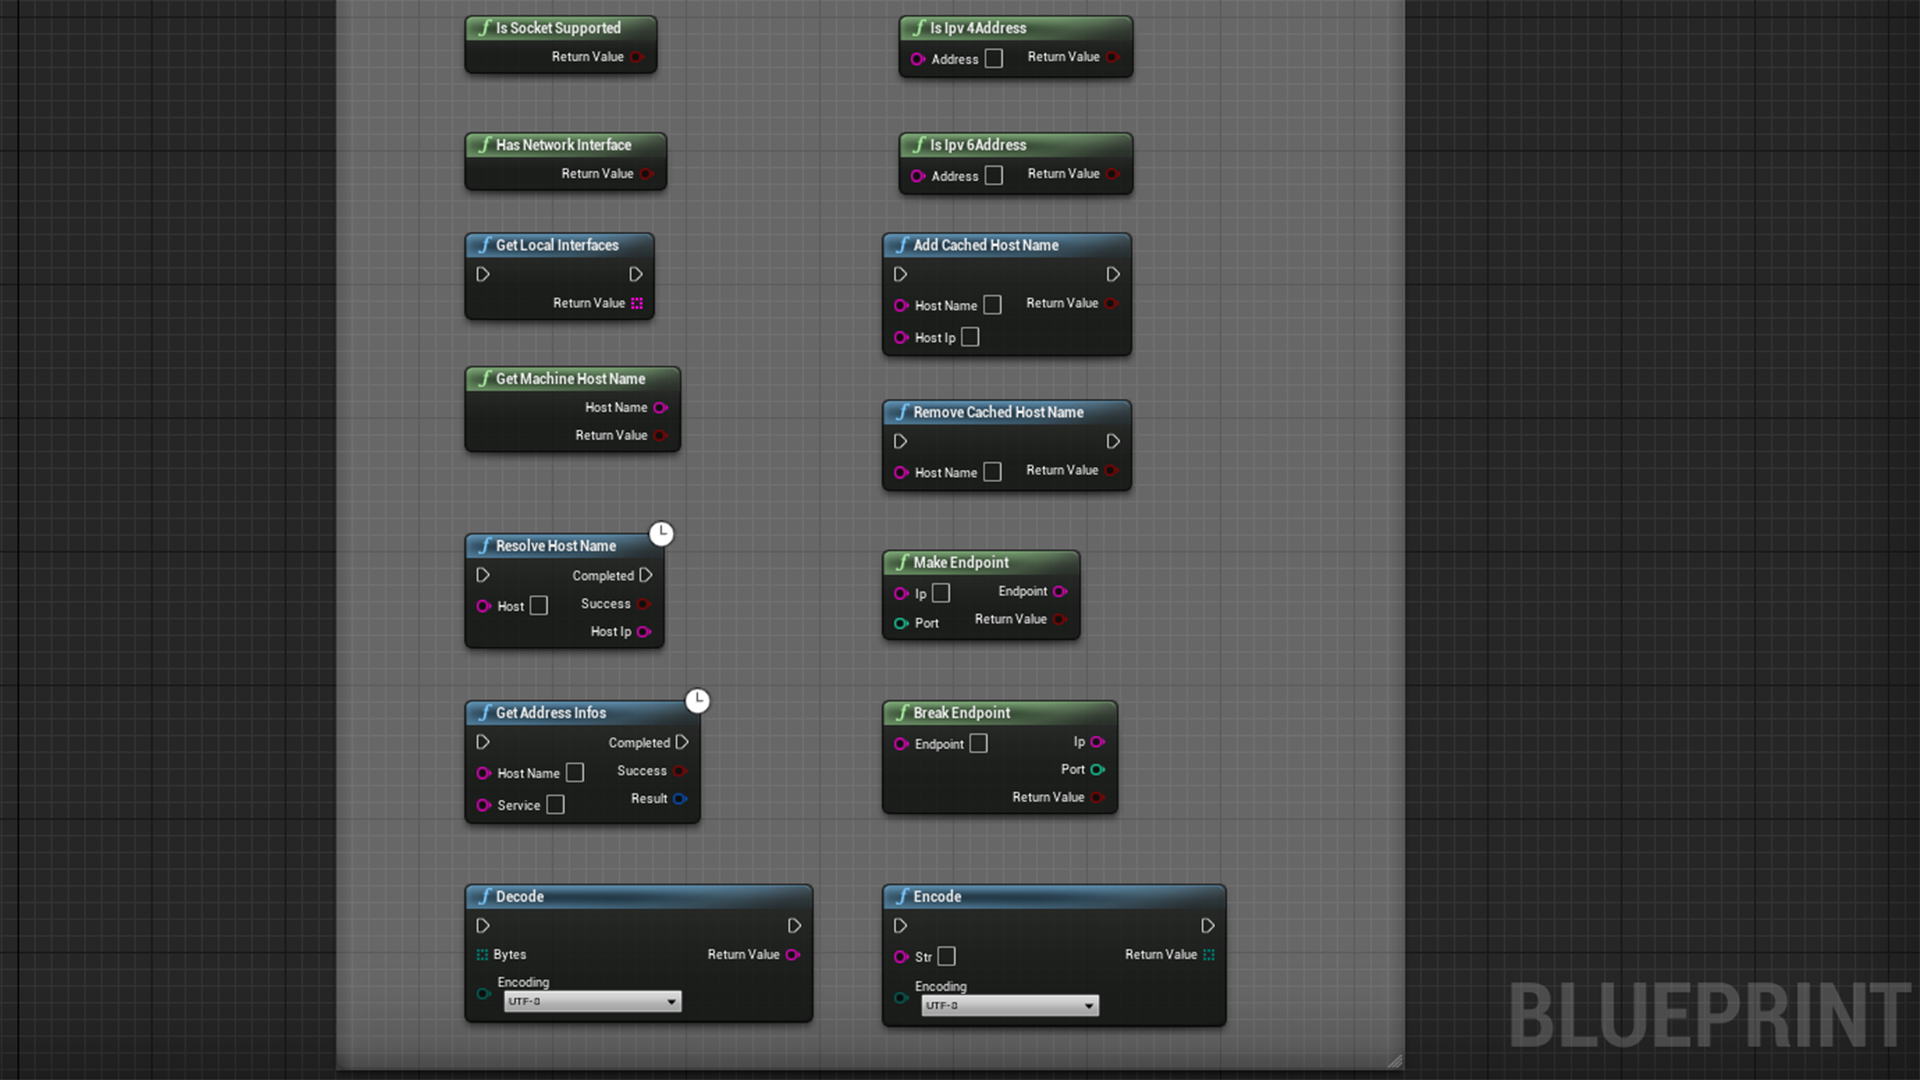 Is Socket Supported
Return Value
Is Ipv 4Address
Address
Return Value
Has Network Interface
Return Value
Is Ipv 6Address
Address
Return Value
Get Local Interfaces
Return Value
Add Cached Host Name
Host Name
Return Value
Host Ip
Get Machine Host Name
Host Name
Return Value
Remove Cached Host Name
Host Name
Return Value
Resolve Host Name
Completed
Host
Success
Host Ip
Make Endpoint
Ip
Endpoint
Port
Return Value
Get Address Infos
Completed
Host Name
Success
Service
Result
Break Endpoint
Endpoint
Ip
Port
Return Value
Decode
Bytes
Return Value
Encoding
UTF-8
Encode
Str
Return Value
Encoding
UTF-8
BLUEPRINT